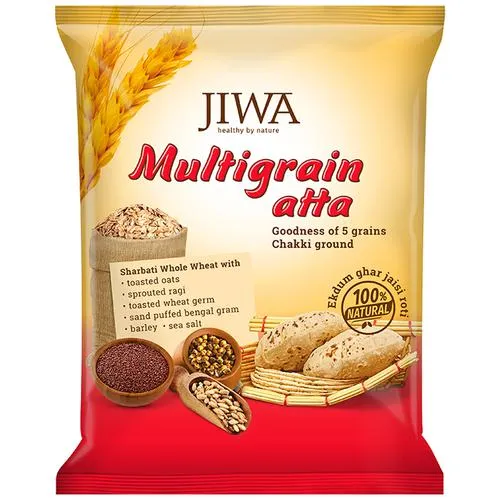 JIWA
healthy by nature
Multigrain
atta
Goodness of 5 grains
Chakki ground
Sharbati Whole Wheat with
• toasted oats
• sprouted ragi
• toasted wheat germ
• sand puffed bengal gram
• barley • sea salt
Ekdum ghar jaisi roti
100%
NATURAL